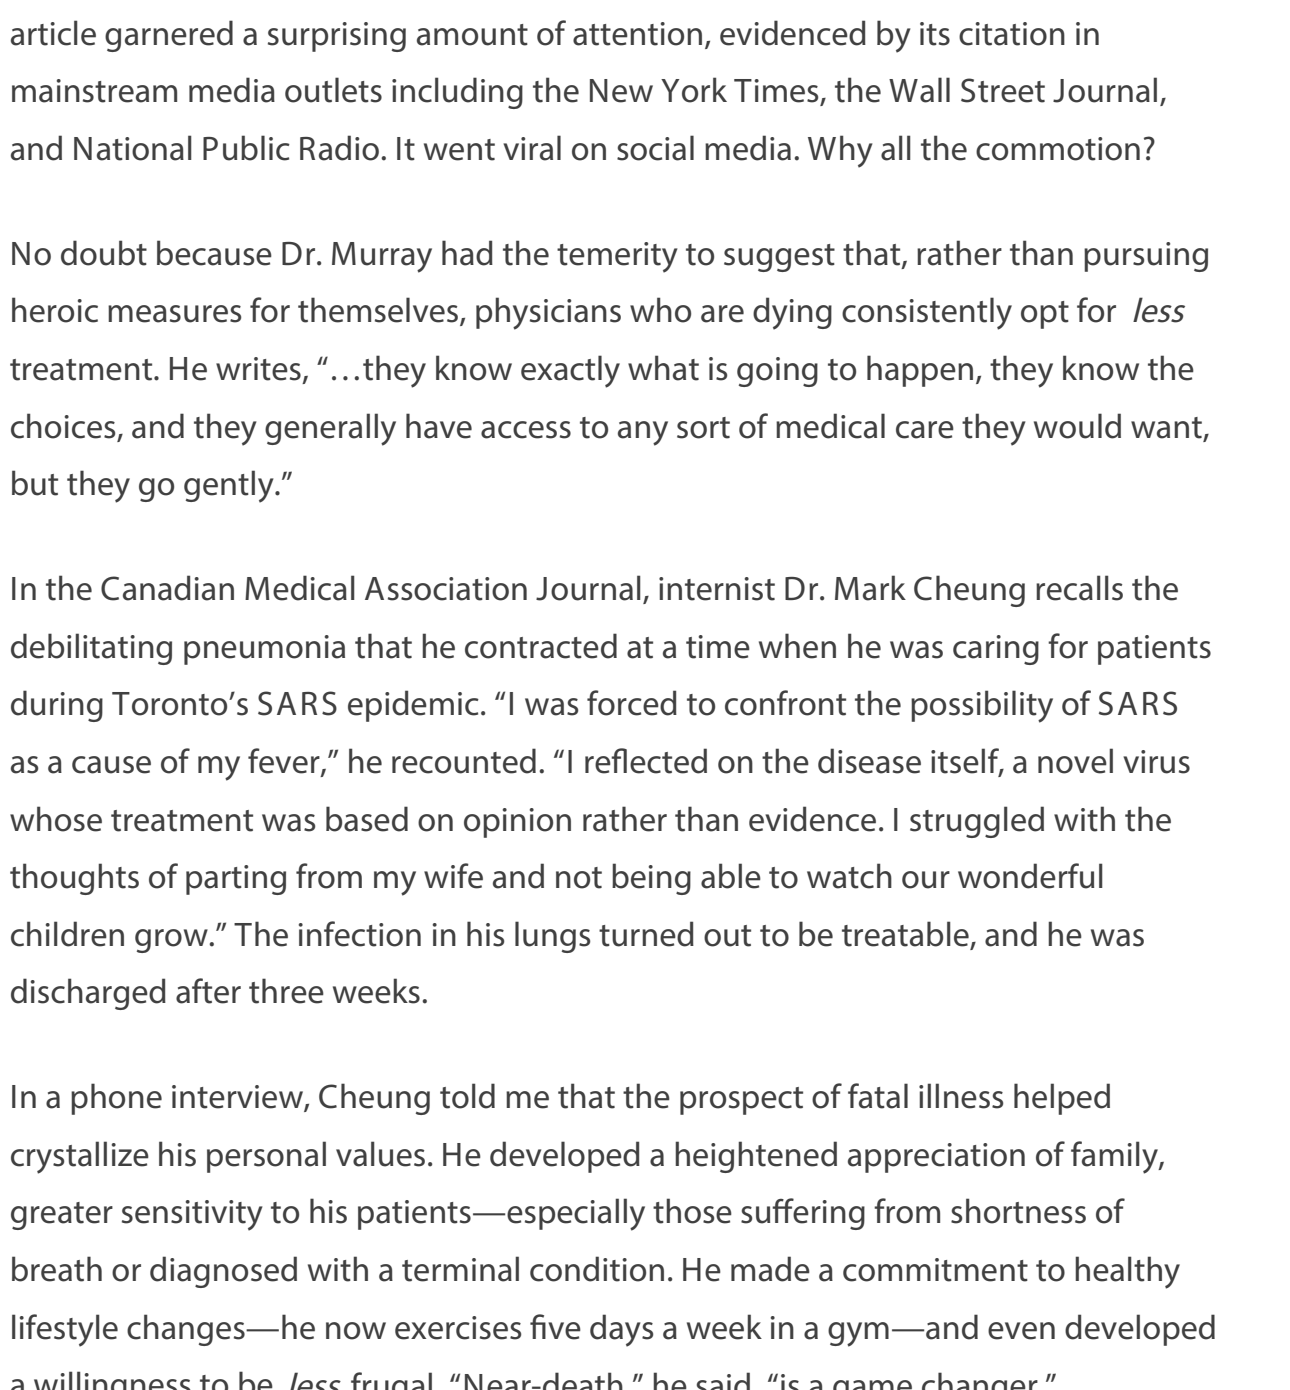 article garnered a surprising amount of attention, evidenced by its citation in
mainstream media outlets including the New York Times, the Wall Street Journal,
and National Public Radio. It went viral on social media. Why all the commotion?
No doubt because Dr. Murray had the temerity to suggest that, rather than pursuing
heroic measures for themselves, physicians who are dying consistently opt for less
treatment. He writes, “…they know exactly what is going to happen, they know the
choices, and they generally have access to any sort of medical care they would want,
but they go gently.”
In the Canadian Medical Association Journal, internist Dr. Mark Cheung recalls the
debilitating pneumonia that he contracted at a time when he was caring for patients
during Toronto’s SARS epidemic. “I was forced to confront the possibility of SARS
as a cause of my fever,” he recounted. “I reflected on the disease itself, a novel virus
whose treatment was based on opinion rather than evidence. I struggled with the
thoughts of parting from my wife and not being able to watch our wonderful
children grow.” The infection in his lungs turned out to be treatable, and he was
discharged after three weeks.
In a phone interview, Cheung told me that the prospect of fatal illness helped
crystallize his personal values. He developed a heightened appreciation of family,
greater sensitivity to his patients—especially those suffering from shortness of
breath or diagnosed with a terminal condition. He made a commitment to healthy
lifestyle changes—he now exercises five days a week in a gym—and even developed
a willingness to be less frugal. “Near-death,” he said, “is a game changer.”